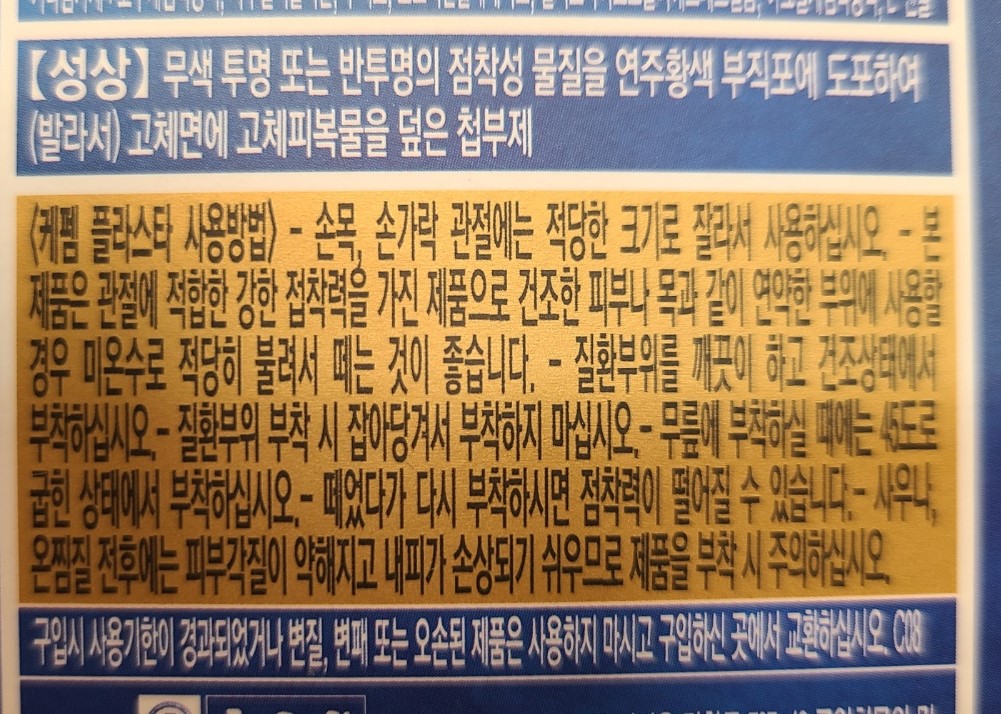 【성상】 무색 투명 또는 반투명의 점착성 물질을 연주황색 부직포에 도포하여
(발라서) 고체면에 고체피복물을 덮은 첩부제
〈케펨 플라스타 사용방법〉 - 손목, 손가락 관절에는 적당한 크기로 잘라서 사용하십시오. - 본
제품은 관절에 적합한 강한 접착력을 가진 제품으로 건조한 피부나 목과 같이 연약한 부위에 사용할
경우 미온수로 적당히 불려서 떼는 것이 좋습니다. - 질환부위를 깨끗이 하고 건조상태에서
부착하십시오. - 질환부위 부착 시 잡아당겨서 부착하지 마십시오. - 무릎에 부착하실 때에는 45도로
굽힌 상태에서 부착하십시오. - 떼었다가 다시 부착하시면 점착력이 떨어질 수 있습니다. - 사우나,
온찜질 전후에는 피부각질이 약해지고 내피가 손상되기 쉬우므로 제품을 부착 시 주의하십시오.
구입시 사용기한이 경과되었거나 변질, 변패 또는 오손된 제품은 사용하지 마시고 구입하신 곳에서 교환하십시오. C08